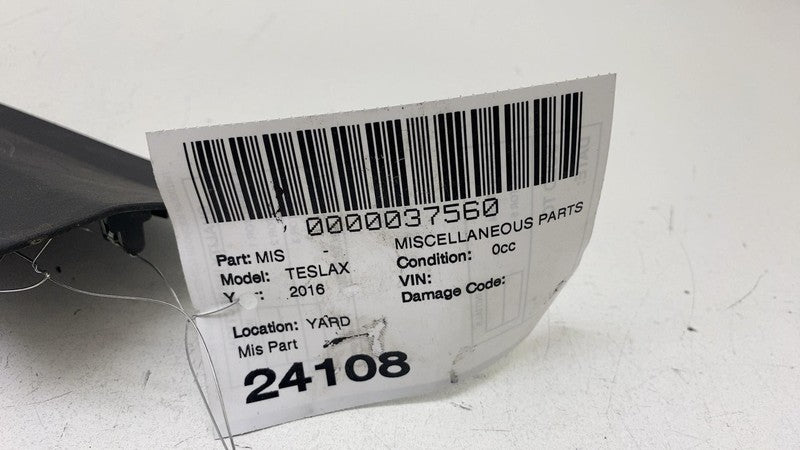 0000037560
Part: MIS - MISCELLANEOUS PARTS
Model: TESLAX Condition: 0cc
2016 VIN:
Damage Code:
Location: YARD
Mis Part
24108